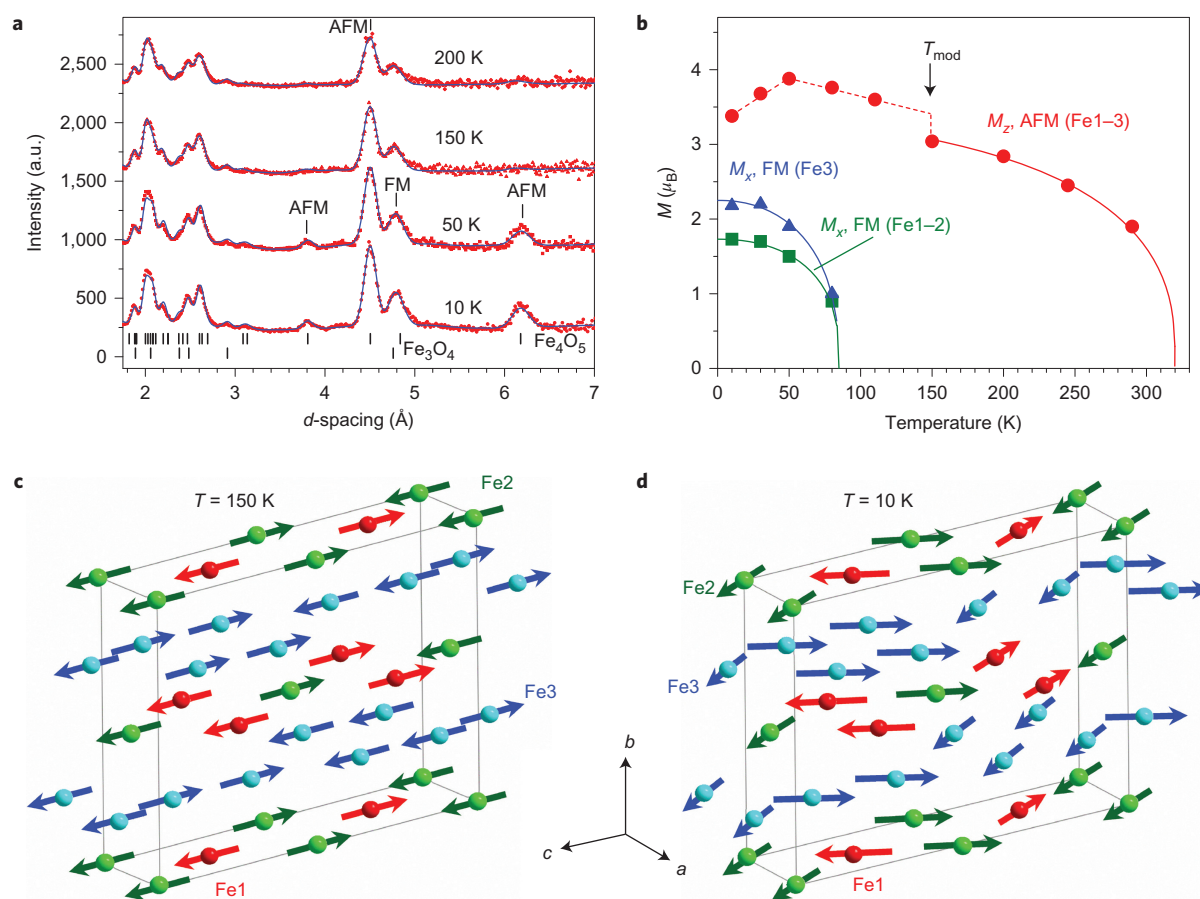 a
Intensity (a.u.)
2,500
2,000
1,500
1,000
500
0
AFM
200 K
150 K
AFM
FM
AFM
50 K
10 K
Fe4O5
Fe3O4
2
3
4
5
6
7
d-spacing (Å)
b
M (μB)
4
3
2
1
0
Tmod
Mz, AFM (Fe1–3)
Mx, FM (Fe3)
Mx, FM (Fe1–2)
0
50
100
150
200
250
300
Temperature (K)
c
T = 150 K
Fe2
Fe3
Fe1
d
T = 10 K
Fe2
Fe3
Fe1
b
c
a